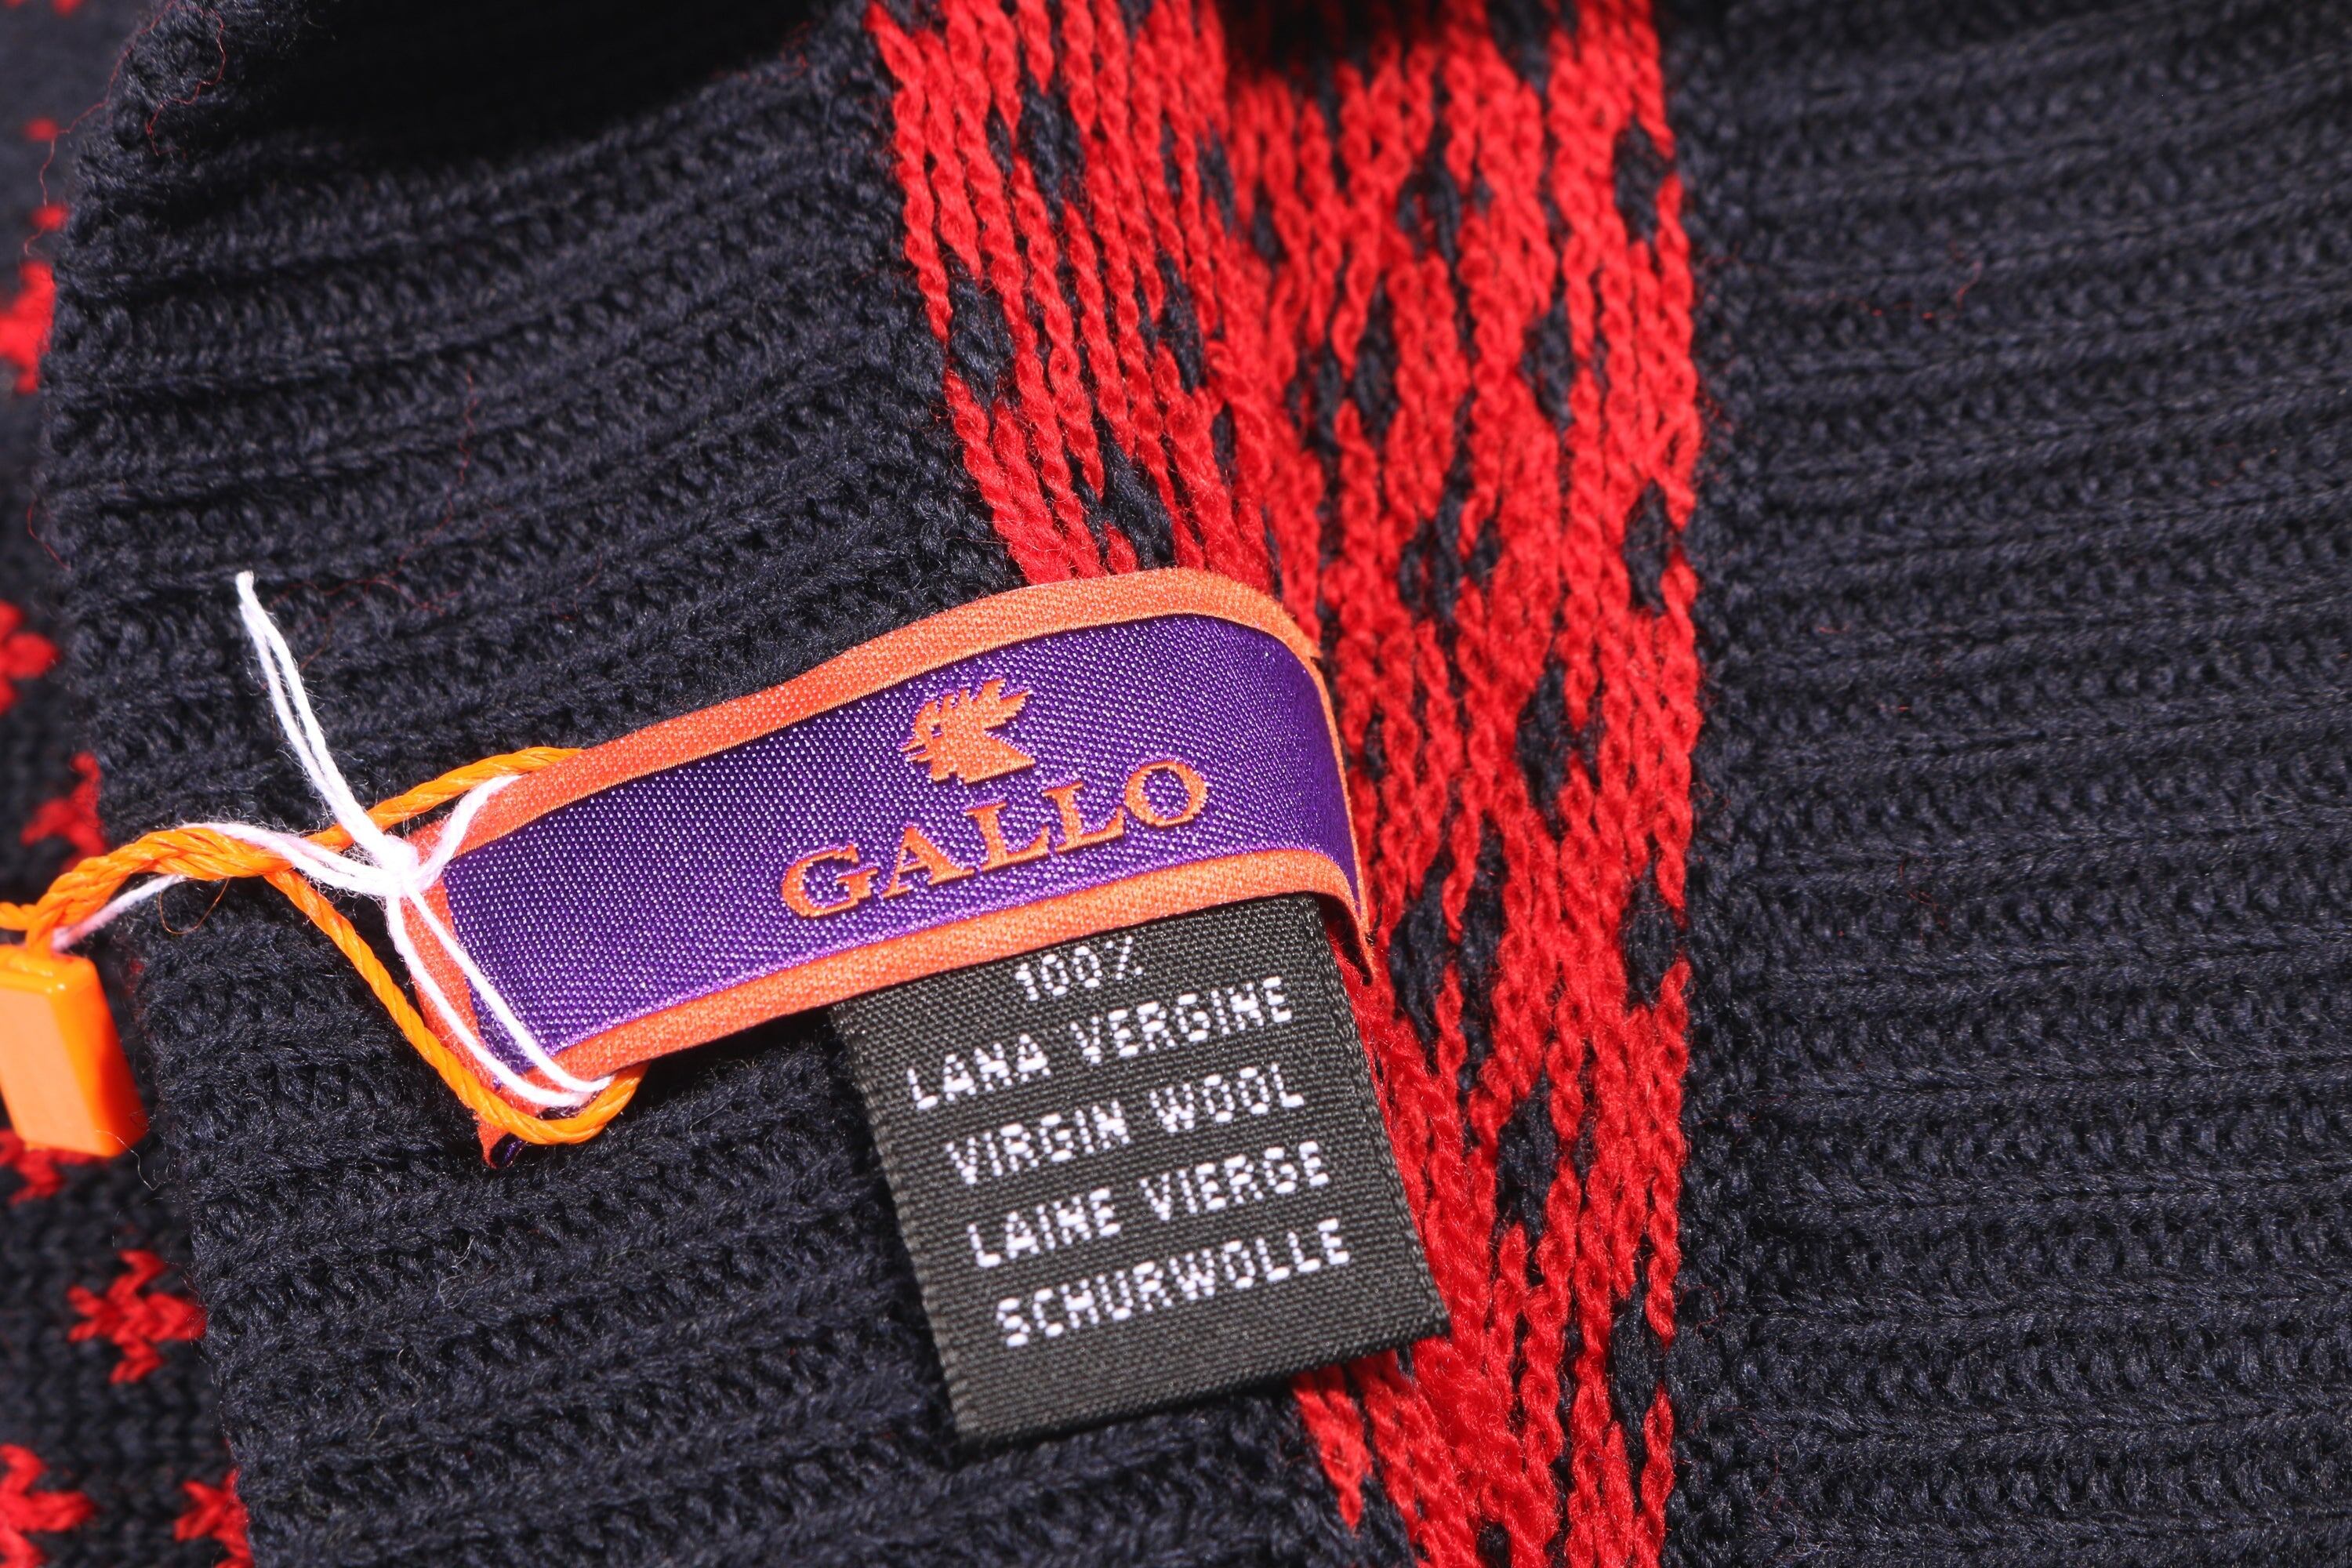 GALLO
100%
LANA VERGINE
VIRGIN WOOL
LAINE VIERGE
SCHURWOLLE